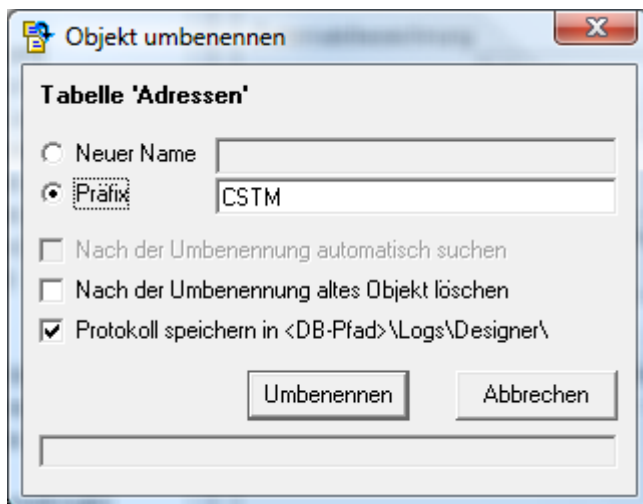 Objekt umbenennen
Tabelle 'Adressen'
Neuer Name
Präfix CSTM
Nach der Umbenennung automatisch suchen
Nach der Umbenennung altes Objekt löschen
Protokoll speichern in <DB-Pfad>\Logs\Designer\
Umbenennen Abbrechen